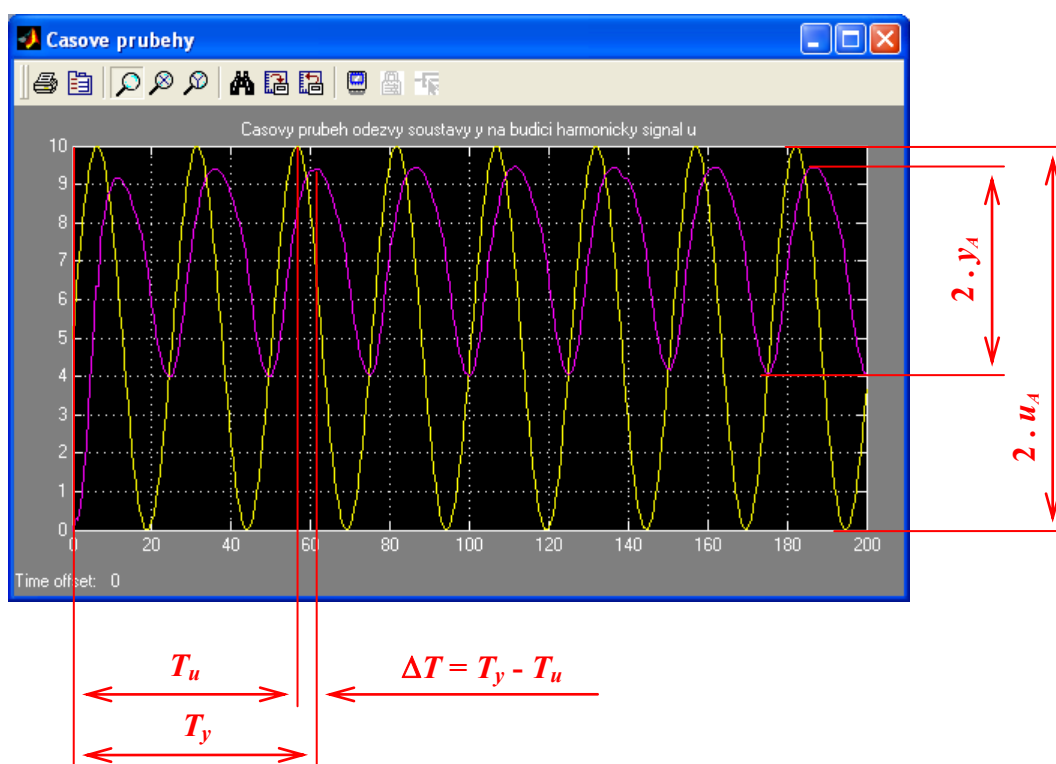 Casove prubehy
Casovy prubeh odezvy soustavy y na budici harmonicky signal u
10
9
8
7
6
5
4
3
2
1
0
0 20 40 60 80 100 120 140 160 180 200
Time offset: 0
2 . yA
2 . uA
Tu
ΔT = Ty - Tu
Ty